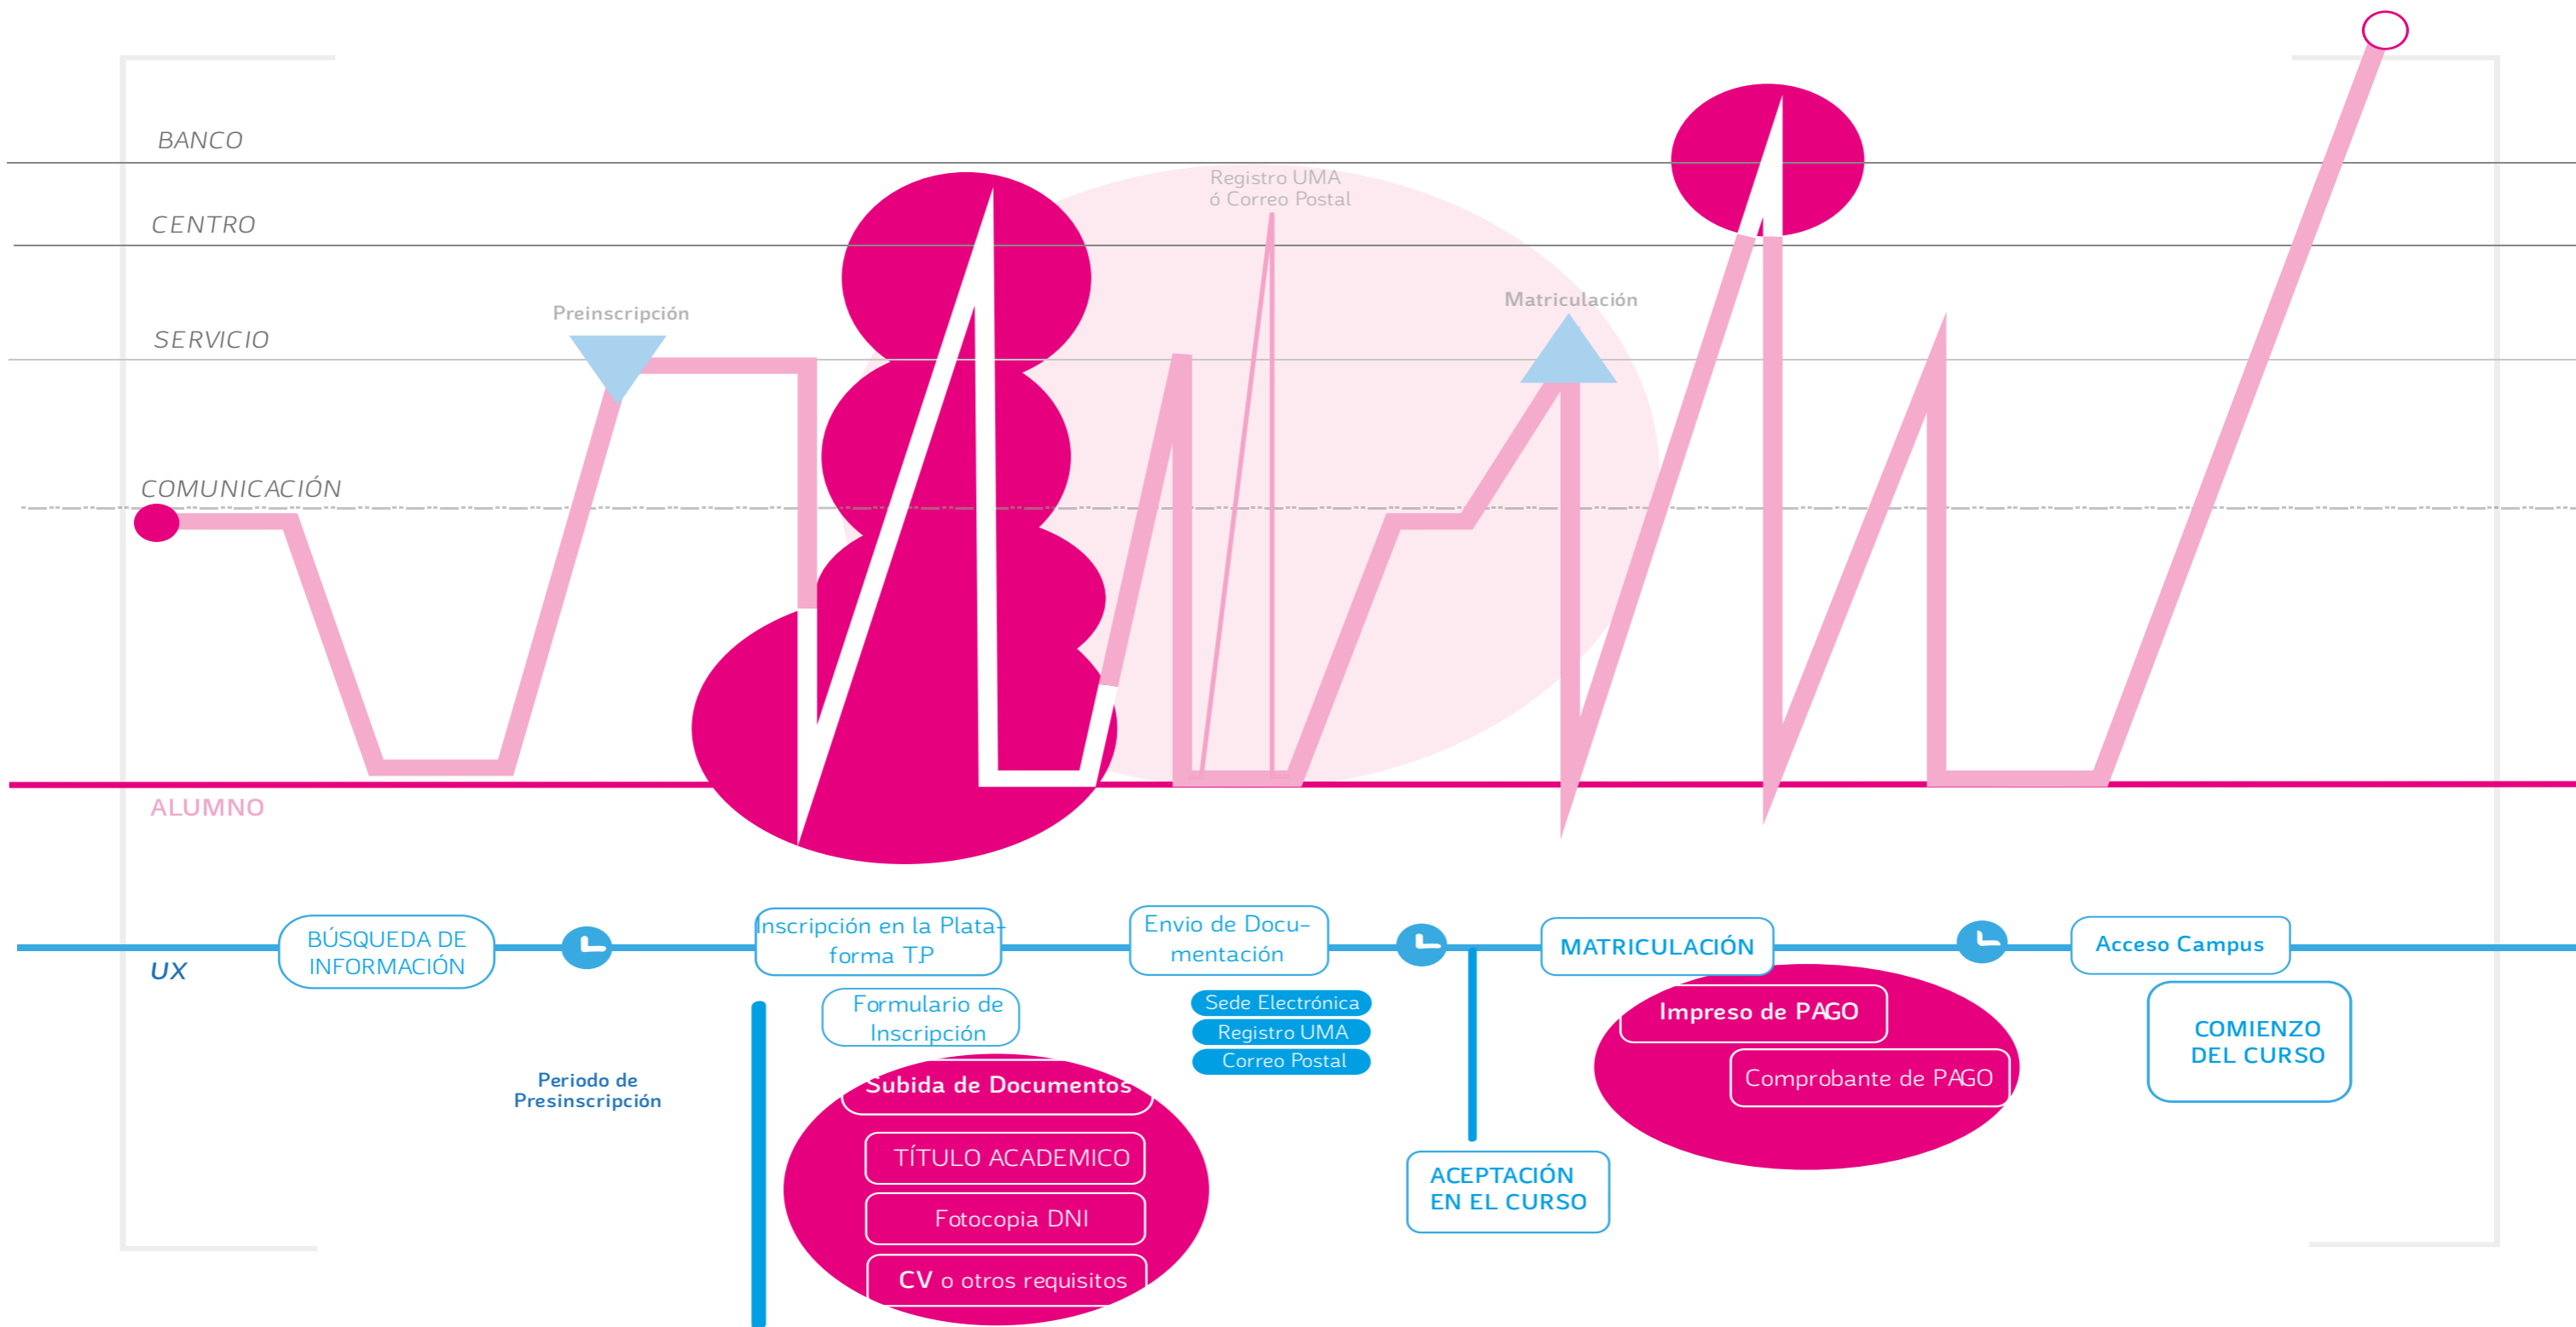 BANCO
Registro UMA
ó Correo Postal
CENTRO
Preinscripción
Matriculación
SERVICIO
COMUNICACIÓN
ALUMNO
UX
BÚSQUEDA DE
INFORMACIÓN
Inscripción en la Plata-
forma T.P
Envio de Docu-
mentación
MATRICULACIÓN
Acceso Campus
Formulario de
Inscripción
Sede Electrónica
Registro UMA
Correo Postal
Impreso de PAGO
Comprobante de PAGO
COMIENZO
DEL CURSO
Periodo de
Presinscripción
Subida de Documentos
TÍTULO ACADEMICO
Fotocopia DNI
CV o otros requisitos
ACEPTACIÓN
EN EL CURSO